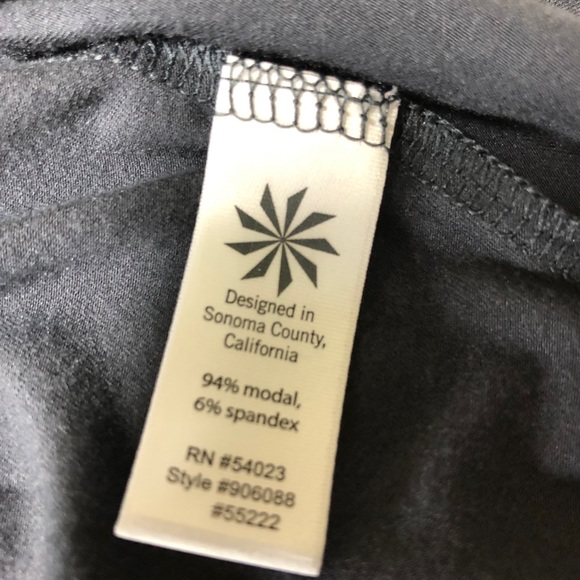 Designed in
Sonoma County,
California
94% modal,
6% spandex
RN #54023
Style #906088
#55222